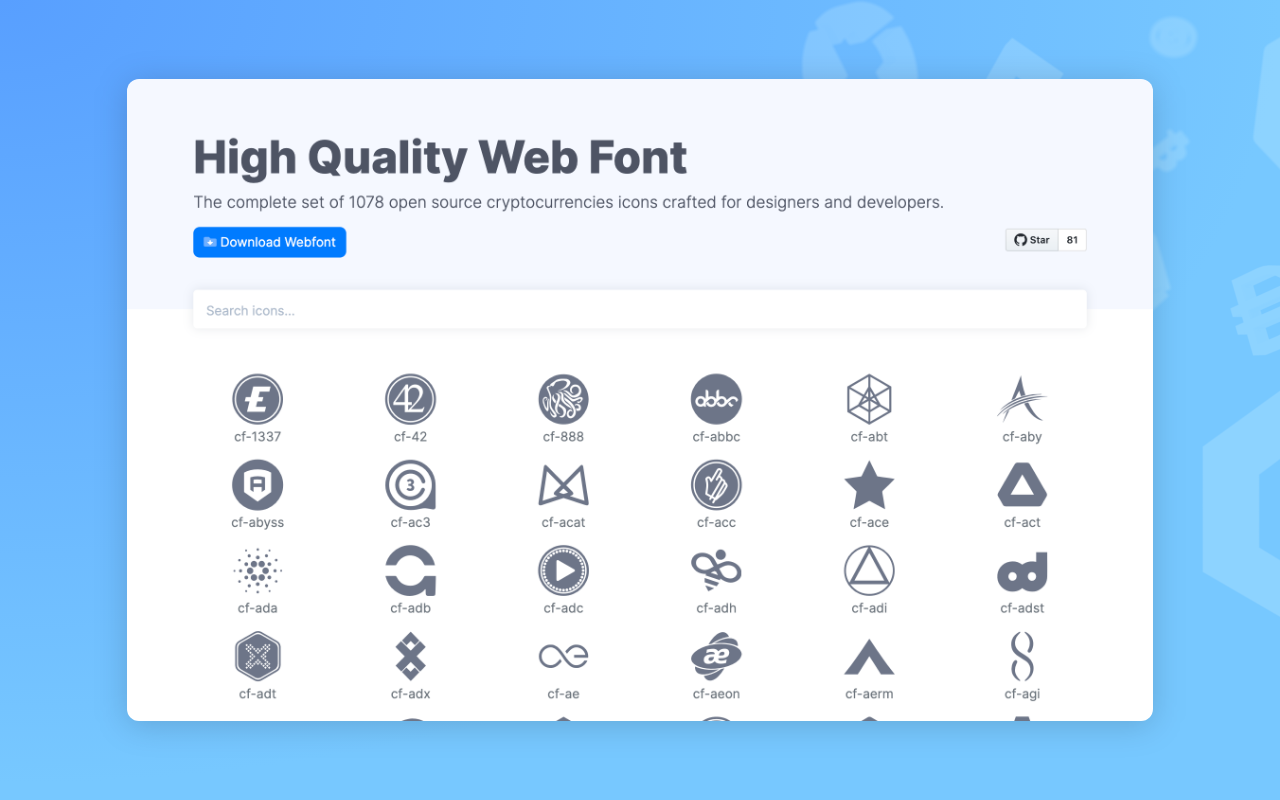 High Quality Web Font
The complete set of 1078 open source cryptocurrencies icons crafted for designers and developers.
Download Webfont
Star 81
Search icons...
42
abbc
cf-1337 cf-42 cf-888 cf-abbc cf-abt cf-aby
A 3
cf-abyss cf-ac3 cf-acat cf-acc cf-ace cf-act
cf-ada cf-adb cf-adc cf-adh cf-adi cf-adst
æ
cf-adt cf-adx cf-ae cf-aeon cf-aerm cf-agi